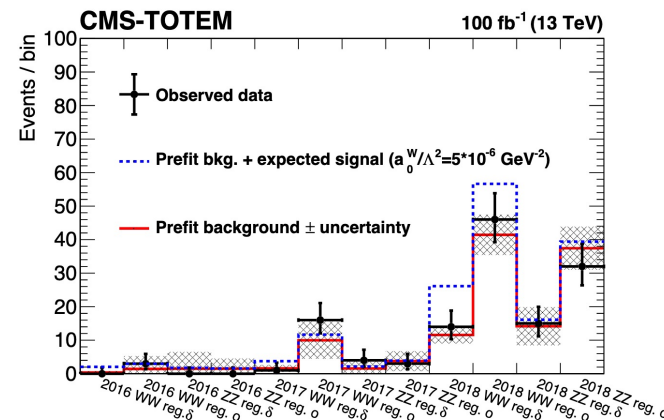 CMS-TOTEM
100 fb⁻¹ (13 TeV)
Events / bin
100
90
80
70
60
50
40
30
20
10
0
Observed data
Prefit bkg. + expected signal (a₀ᵂ/Λ²=5*10⁻⁶ GeV⁻²)
Prefit background ± uncertainty
2016 WW reg.δ
2016 WW reg. o
2016 ZZ reg.δ
2016 ZZ reg. o
2017 WW reg.δ
2017 WW reg. o
2017 ZZ reg.δ
2017 ZZ reg. o
2018 WW reg.δ
2018 WW reg. o
2018 ZZ reg.δ
2018 ZZ reg. o